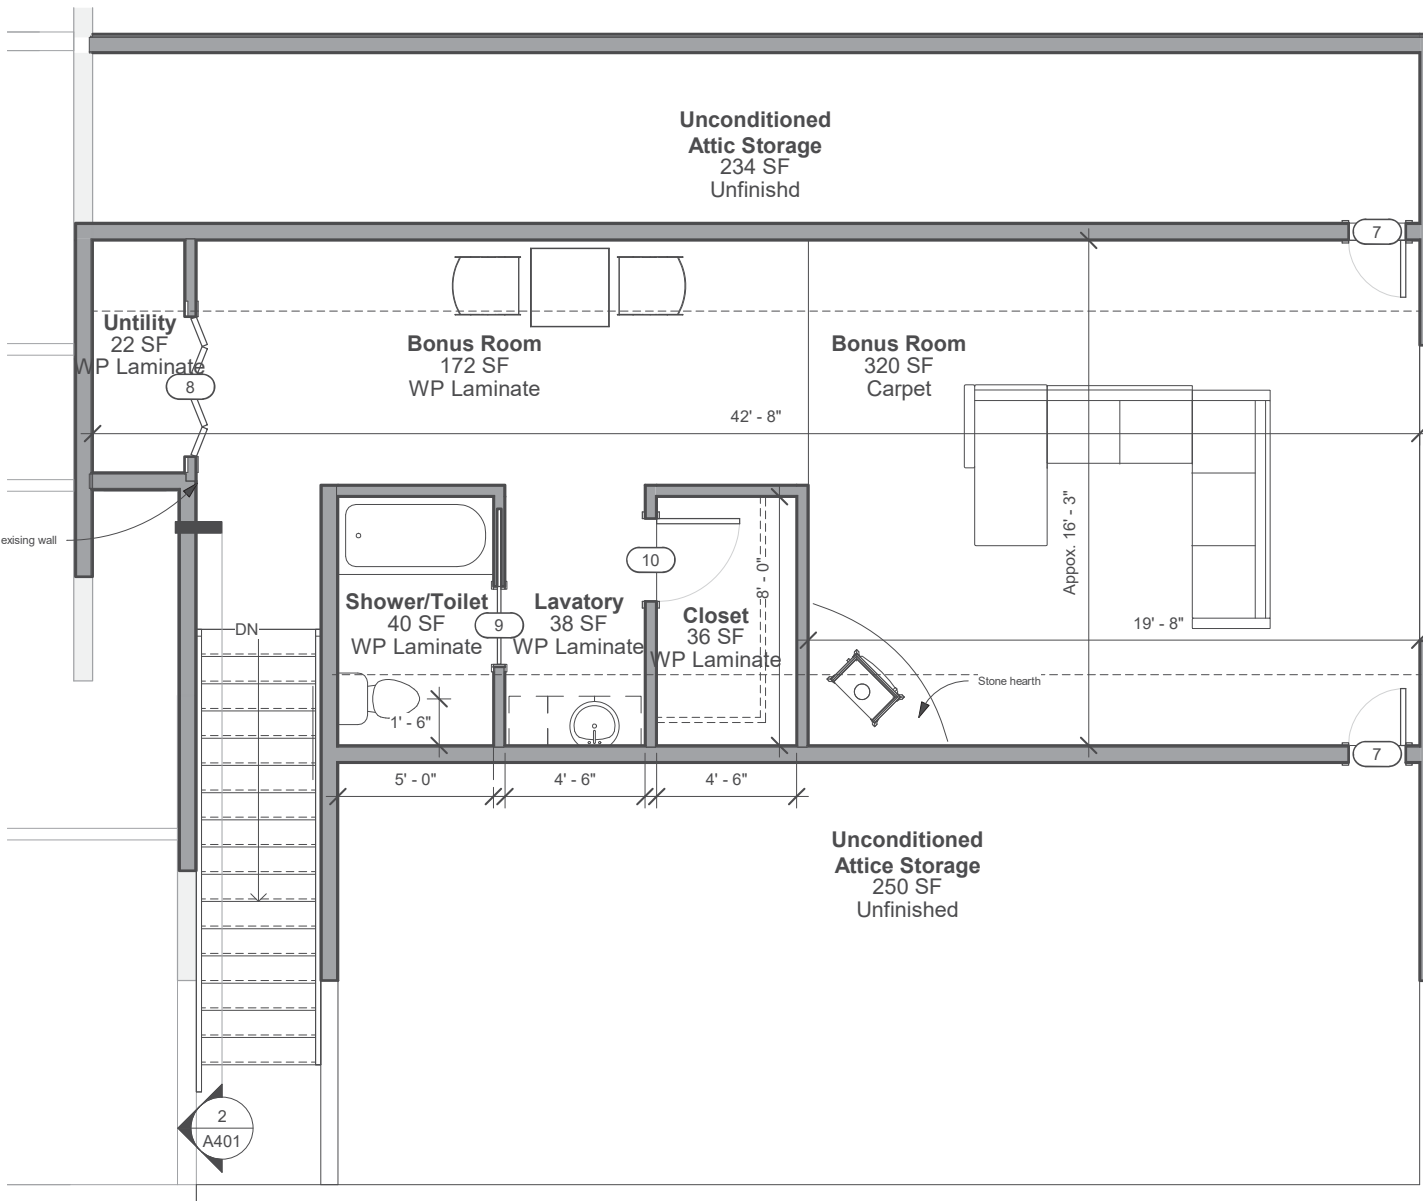 Unconditioned
Attic Storage
234 SF
Unfinishd
7
Untility
22 SF
WP Laminate
8
Bonus Room
172 SF
WP Laminate
Bonus Room
320 SF
Carpet
42' - 8"
Appox. 16' - 3"
19' - 8"
exising wall
10
8' - 0"
Shower/Toilet
40 SF
WP Laminate
9
Lavatory
38 SF
WP Laminate
Closet
36 SF
WP Laminate
DN
Stone hearth
1' - 6"
7
5' - 0"
4' - 6"
4' - 6"
Unconditioned
Attice Storage
250 SF
Unfinished
2
A401